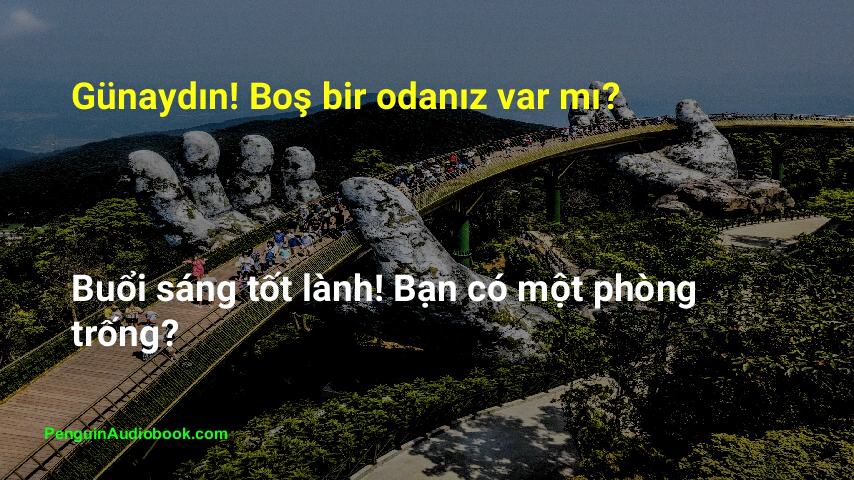 Günaydın! Boş bir odanız var mı?
Buổi sáng tốt lành! Bạn có một phòng
trống?
PenguinAudiobook.com